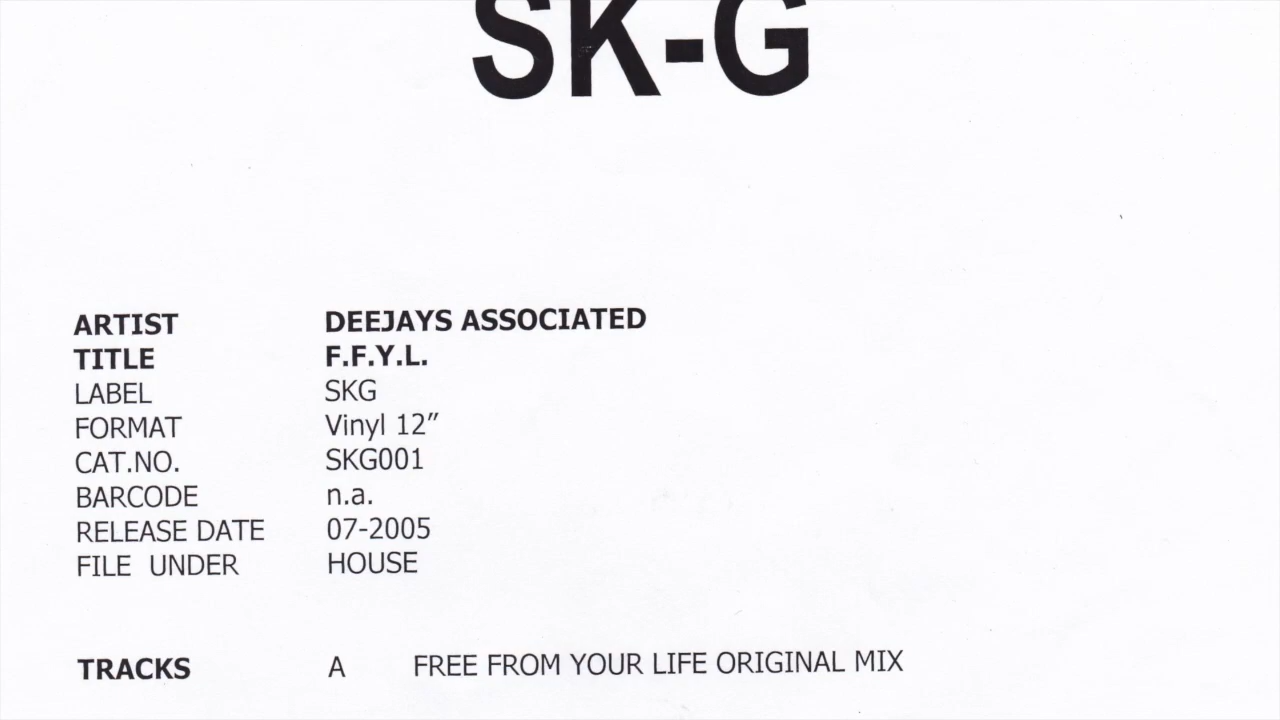 SK-G
ARTIST DEEJAYS ASSOCIATED
TITLE F.F.Y.L.
LABEL SKG
FORMAT Vinyl 12”
CAT.NO. SKG001
BARCODE n.a.
RELEASE DATE 07-2005
FILE UNDER HOUSE
TRACKS A FREE FROM YOUR LIFE ORIGINAL MIX